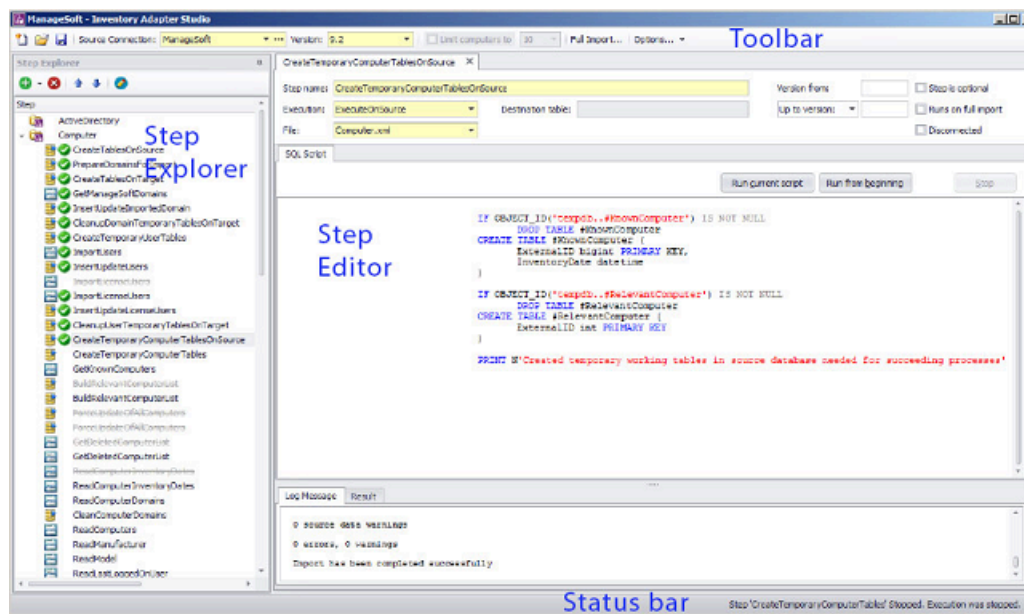 ManageSoft - Inventory Adapter Studio
Source Connection: ManageSoft Version: 9.2 Limit computers to 10 Full Import... Options...
Toolbar
Step Explorer
Step
ActiveDirectory
Computer
CreateTablesOnSource
PrepareDomainsForImport
CreateTablesOnTarget
GetManageSoftDomains
InsertUpdateImportedDomain
CleanupDomainTemporaryTablesOnTarget
CreateTemporaryUserTables
ImportUsers
InsertUpdateUsers
ImportLicenseUsers
ImportLicenseUsers
InsertUpdateLicenseUsers
CleanupUserTemporaryTablesOnTarget
CreateTemporaryComputerTablesOnSource
CreateTemporaryComputerTables
GetKnownComputers
BuildRelevantComputerList
BuildRelevantComputerList
ForceUpdateOfAllComputers
ForceUpdateOfAllComputers
GetDeletedComputerList
GetDeletedComputerList
ReadComputerInventoryDates
ReadComputerInventoryDates
ReadComputerDomains
CleanComputerDomains
ReadComputers
ReadManufacturer
ReadModel
ReadLastLoggedOnUser
Step
Explorer
CreateTemporaryComputerTablesOnSource
Step name: CreateTemporaryComputerTablesOnSource Version from: Step is optional
Execution: ExecuteOnSource Destination table: Up to version: Runs on full import
File: Computer.xml Disconnected
SQL Script
Run current script Run from beginning Stop
Step
Editor
IF OBJECT_ID('tempdb..#KnownComputer') IS NOT NULL
DROP TABLE #KnownComputer
CREATE TABLE #KnownComputer (
ExternalID bigint PRIMARY KEY,
InventoryDate datetime
)
IF OBJECT_ID('tempdb..#RelevantComputer') IS NOT NULL
DROP TABLE #RelevantComputer
CREATE TABLE #RelevantComputer (
ExternalID int PRIMARY KEY
)
PRINT N'Created temporary working tables in source database needed for succeeding processes'
Log Message Result
0 source data warnings
0 errors, 0 warnings
Import has been completed successfully
Status bar
Step 'CreateTemporaryComputerTables' Stopped. Execution was stopped.